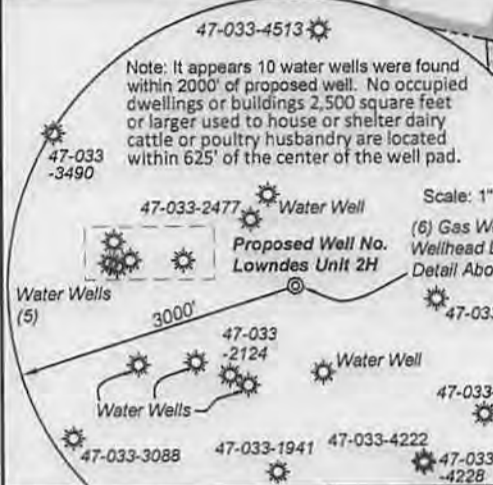 47-033-4513
Note: It appears 10 water wells were found
within 2000' of proposed well. No occupied
dwellings or buildings 2,500 square feet
or larger used to house or shelter dairy
cattle or poultry husbandry are located
within 625' of the center of the well pad.
47-033
-3490
47-033-2477
Water Well
Scale: 1"
(6) Gas
Wellhead
Detail
Proposed Well No.
Lowndes Unit 2H
Water Wells
(5)
3000'
47-033
-2124
Water Well
Water Wells
47-033-3088
47-033-1941
47-033-4222
47-033
-4228